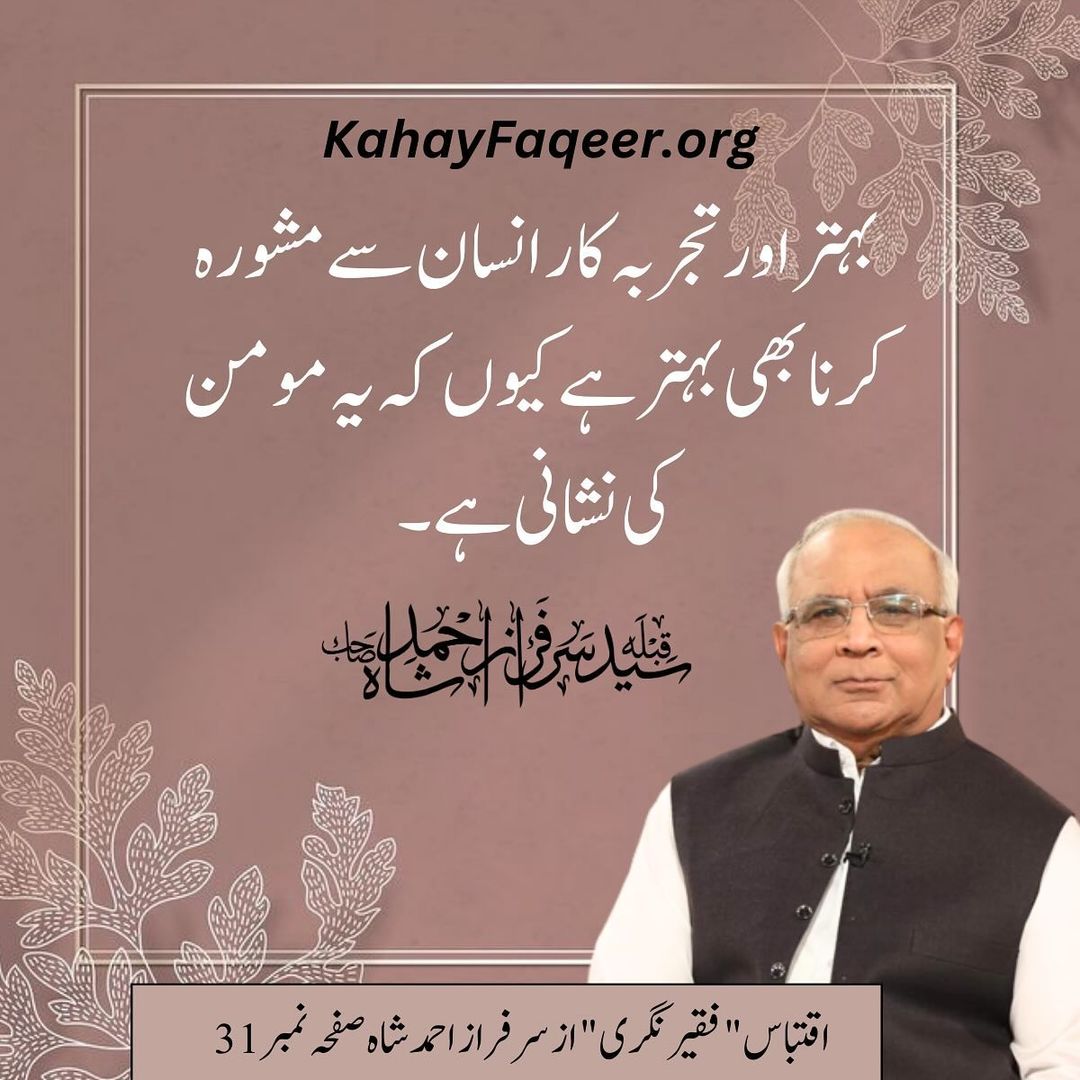 KahayFaqeer.org
بہتر اور تجربہ کار انسان سے مشورہ
کرنا بھی بہتر ہے کیوں کہ یہ مومن
کی نشانی ہے۔
قبلہ سید سرفراز احمد شاہ صاحب
اقتباس "فقیر نگری" از سرفراز احمد شاہ صفحہ نمبر 31